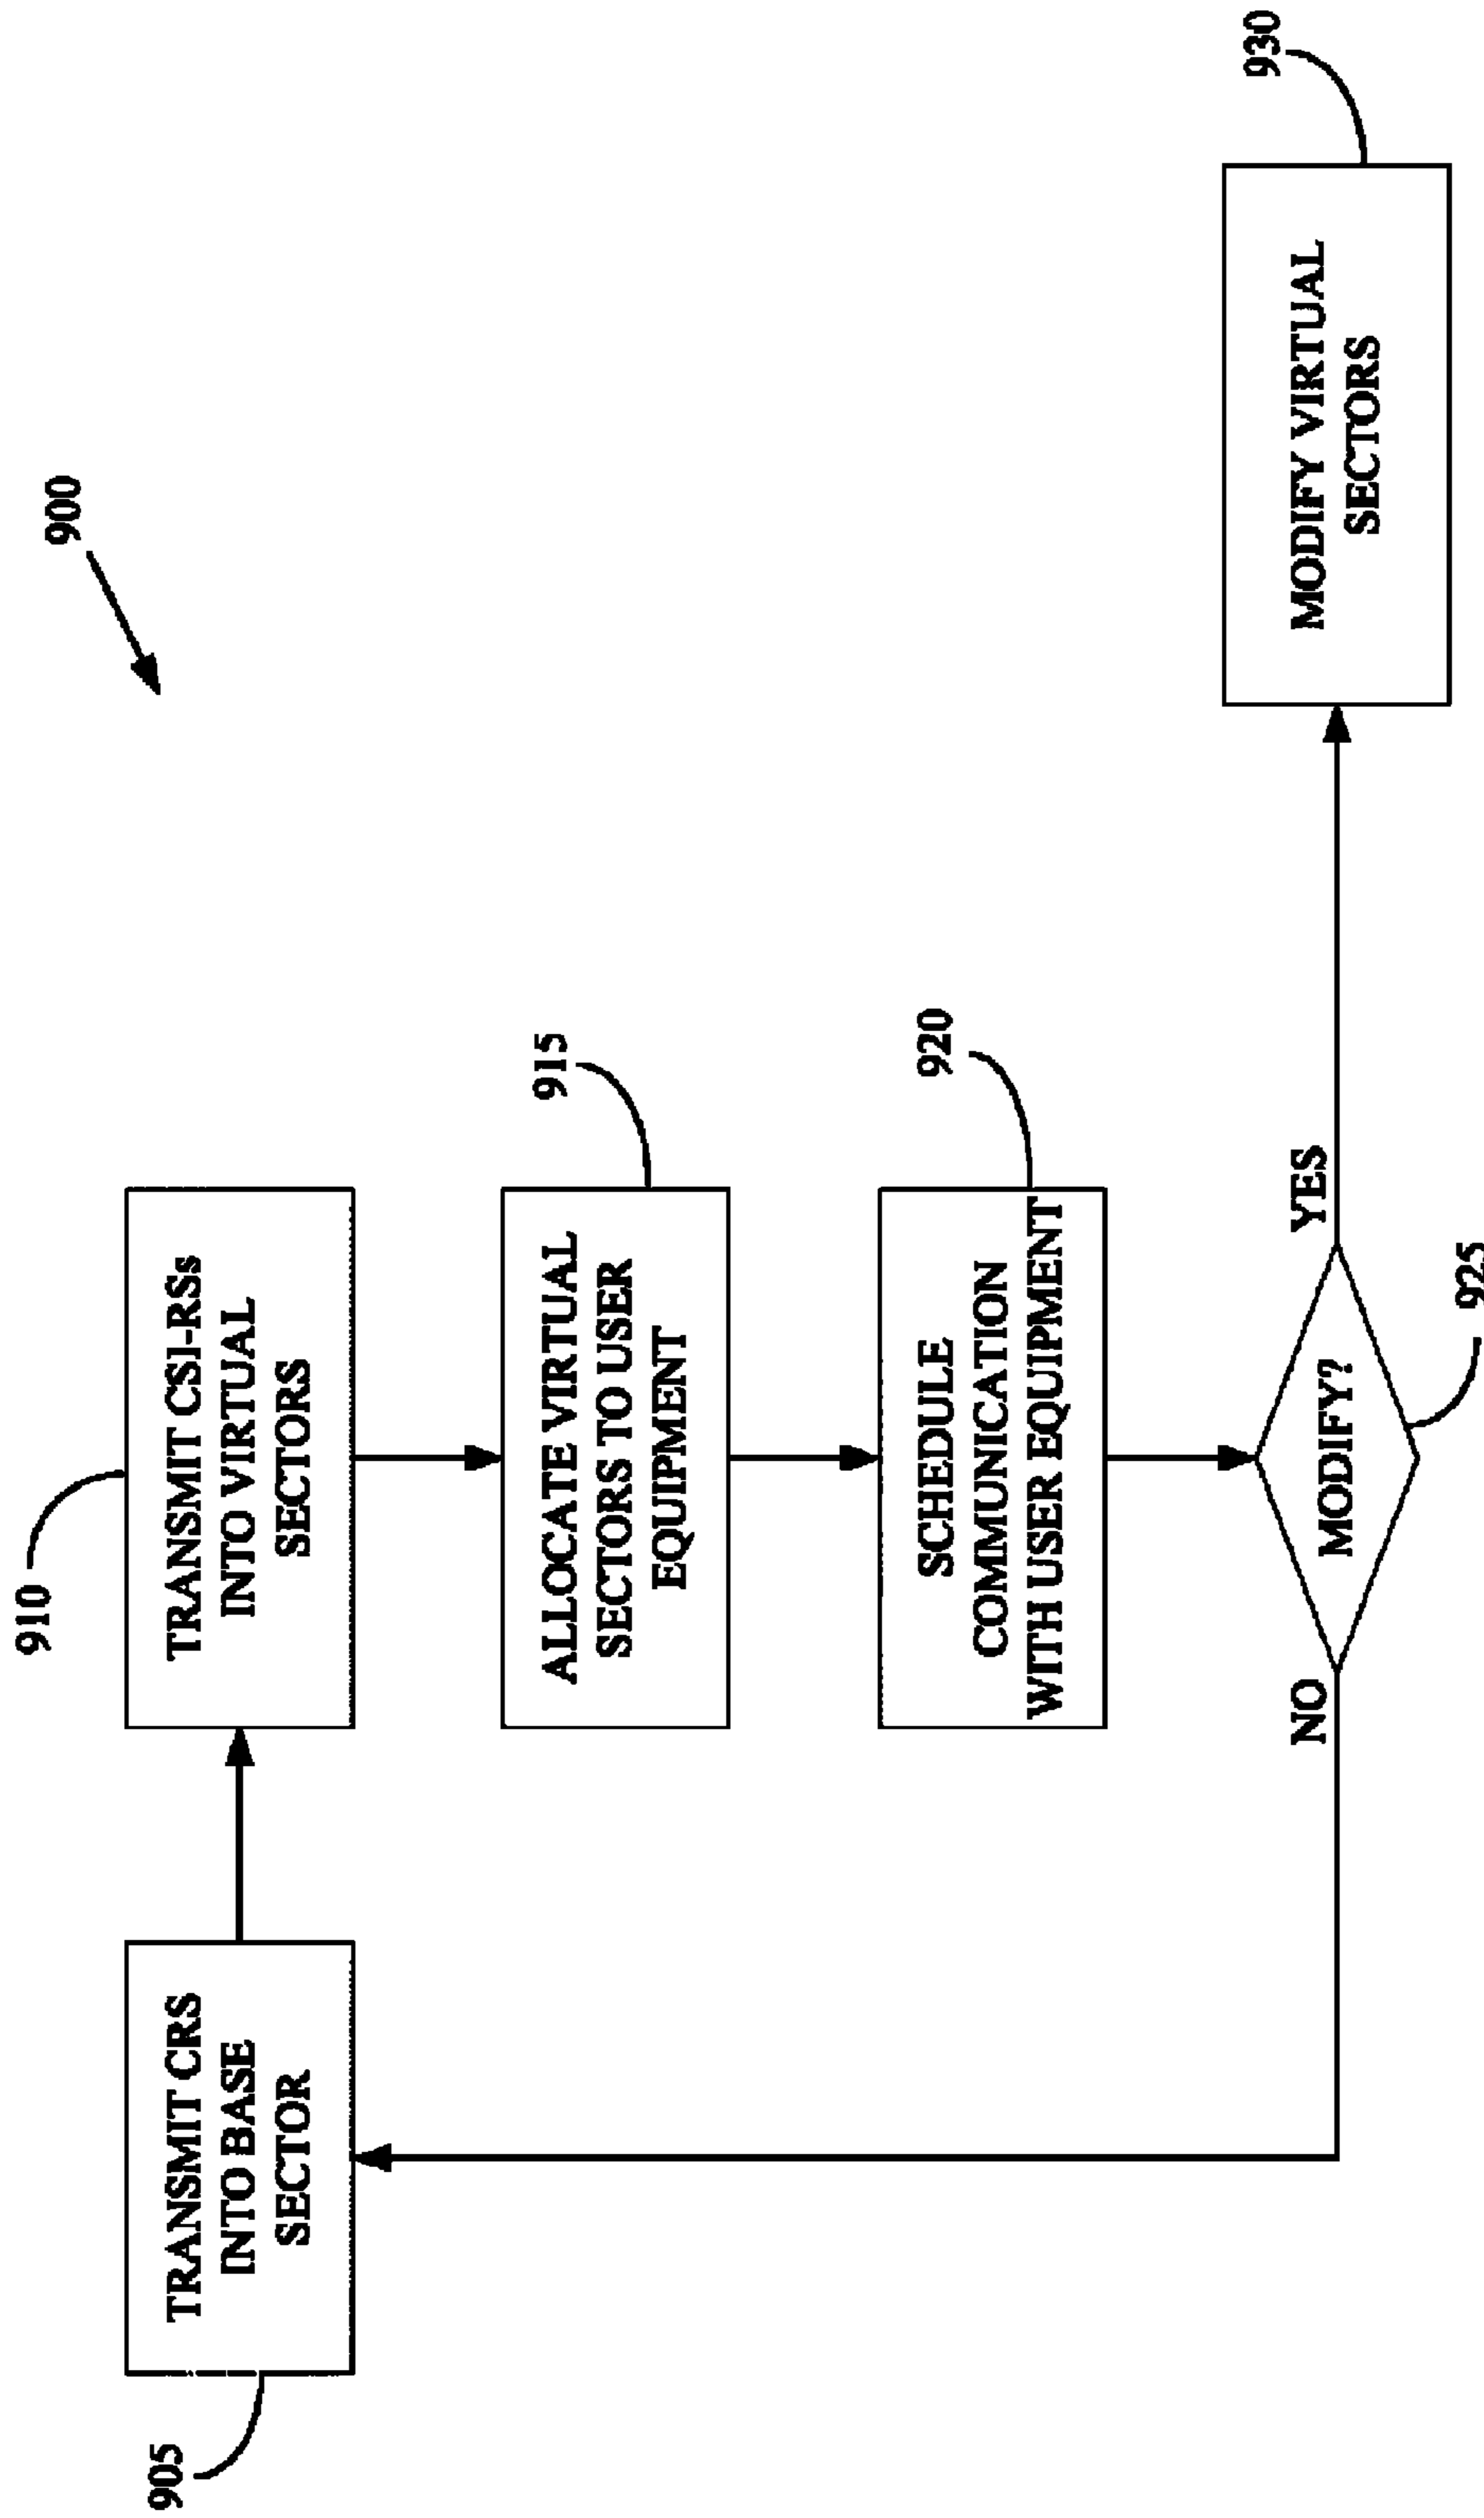 900
905
TRANSMIT CRS
INTO BASE
SECTOR
910
TRANSMIT CSI-RSs
INTO VIRTUAL
SECTORS
915
ALLOCATE VIRTUAL
SECTORS TO USER
EQUIPMENT
920
SCHEDULE
COMMUNICATION
WITH USER EQUIPMENT
NO
MODIFY?
YES
925
930
MODIFY VIRTUAL
SECTORS